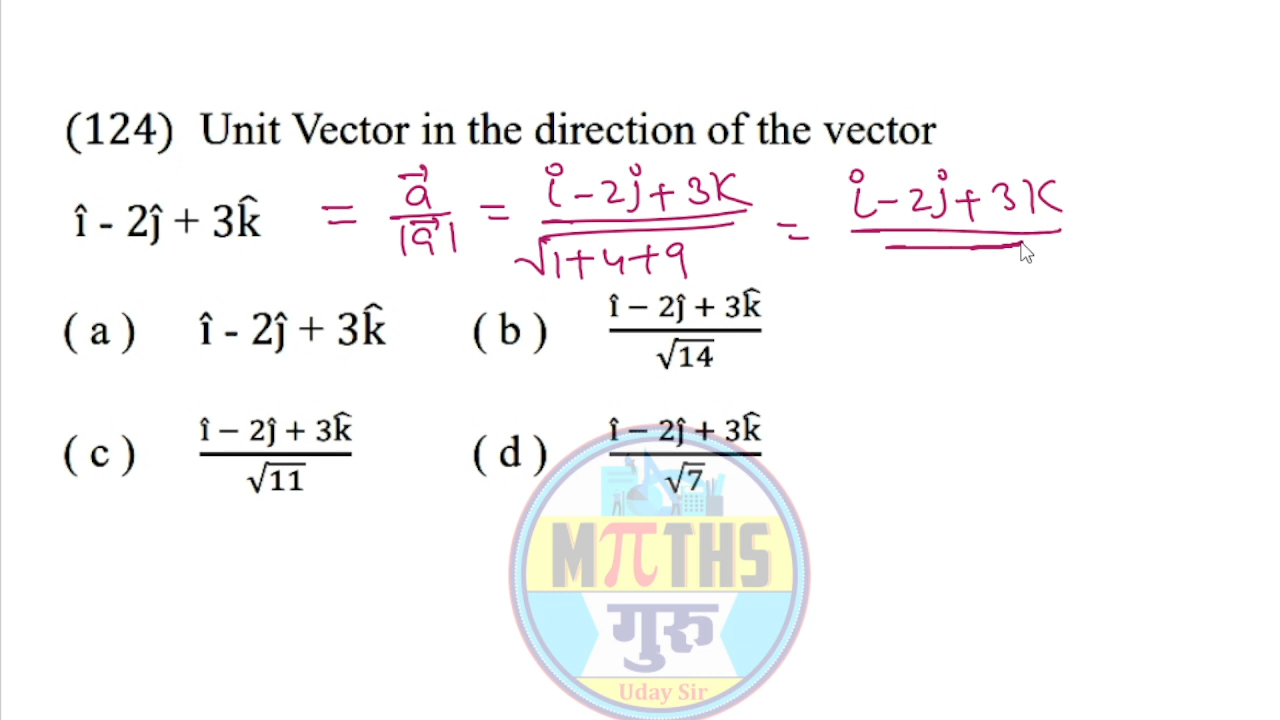 (124) Unit Vector in the direction of the vector
î - 2ĵ + 3k̂ = a⃗/|a⃗| = i-2j+3k/√1+4+9 = i-2j+3k
(a) î - 2ĵ + 3k̂ (b) î − 2ĵ + 3k̂/√14
(c) î − 2ĵ + 3k̂/√11 (d) î − 2ĵ + 3k̂/√7
MπTHS
गुरु
Uday Sir